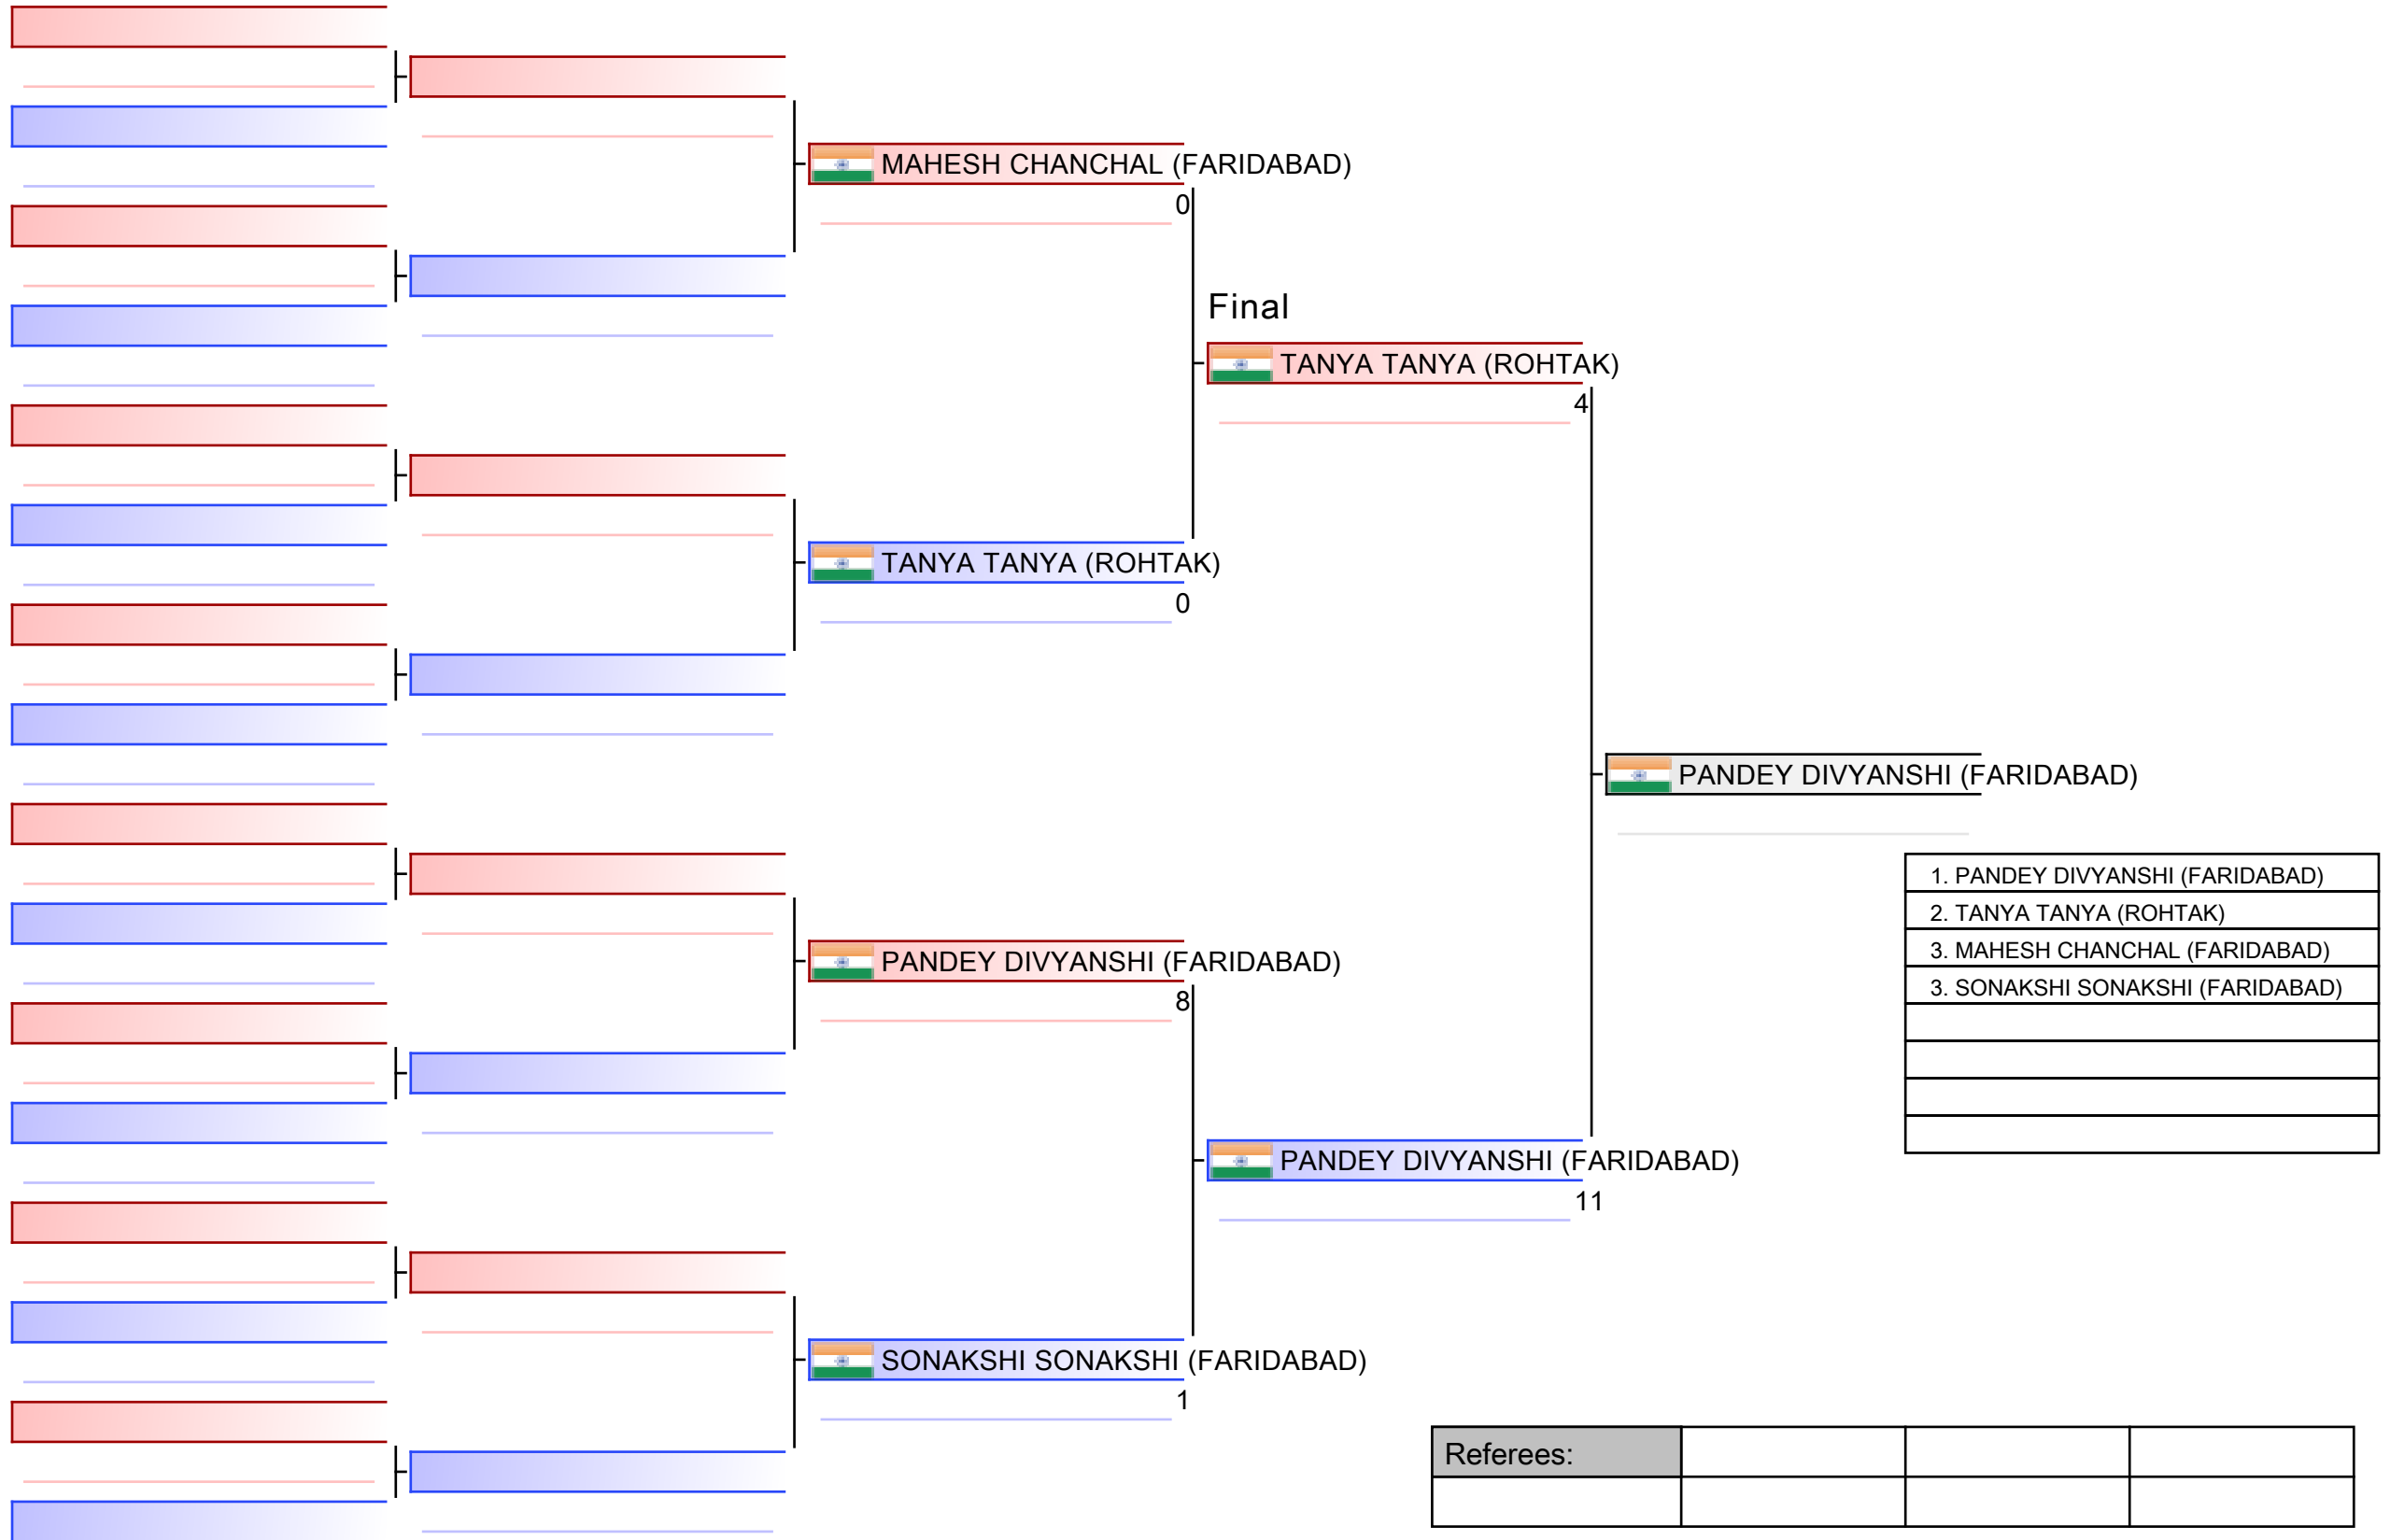 MAHESH CHANCHAL (FARIDABAD)
0
Final
TANYA TANYA (ROHTAK)
4
TANYA TANYA (ROHTAK)
0
PANDEY DIVYANSHI (FARIDABAD)
1. PANDEY DIVYANSHI (FARIDABAD)
2. TANYA TANYA (ROHTAK)
3. MAHESH CHANCHAL (FARIDABAD)
3. SONAKSHI SONAKSHI (FARIDABAD)
PANDEY DIVYANSHI (FARIDABAD)
8
PANDEY DIVYANSHI (FARIDABAD)
11
SONAKSHI SONAKSHI (FARIDABAD)
1
Referees: